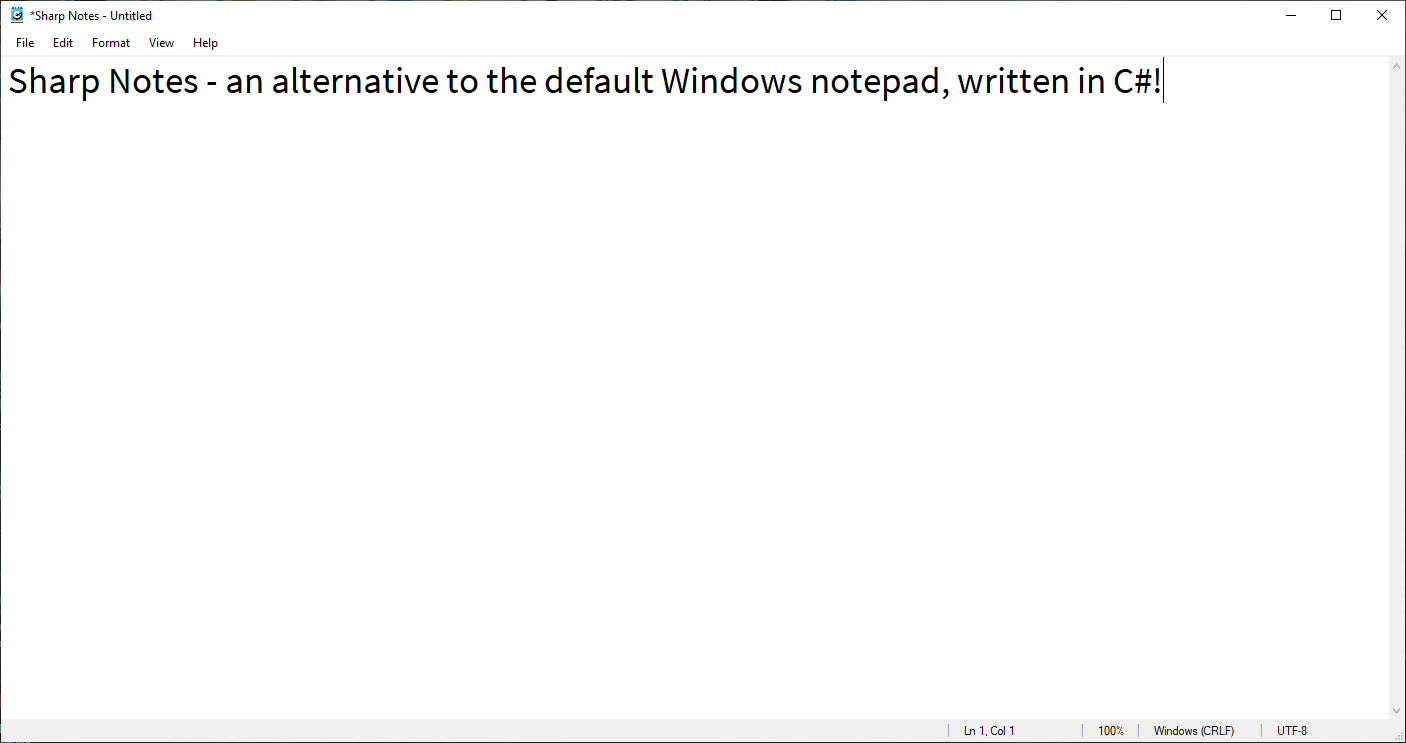 *Sharp Notes - Untitled
File Edit Format View Help
Sharp Notes - an alternative to the default Windows notepad, written in C#!
Ln 1, Col 1 100% Windows (CRLF) UTF-8